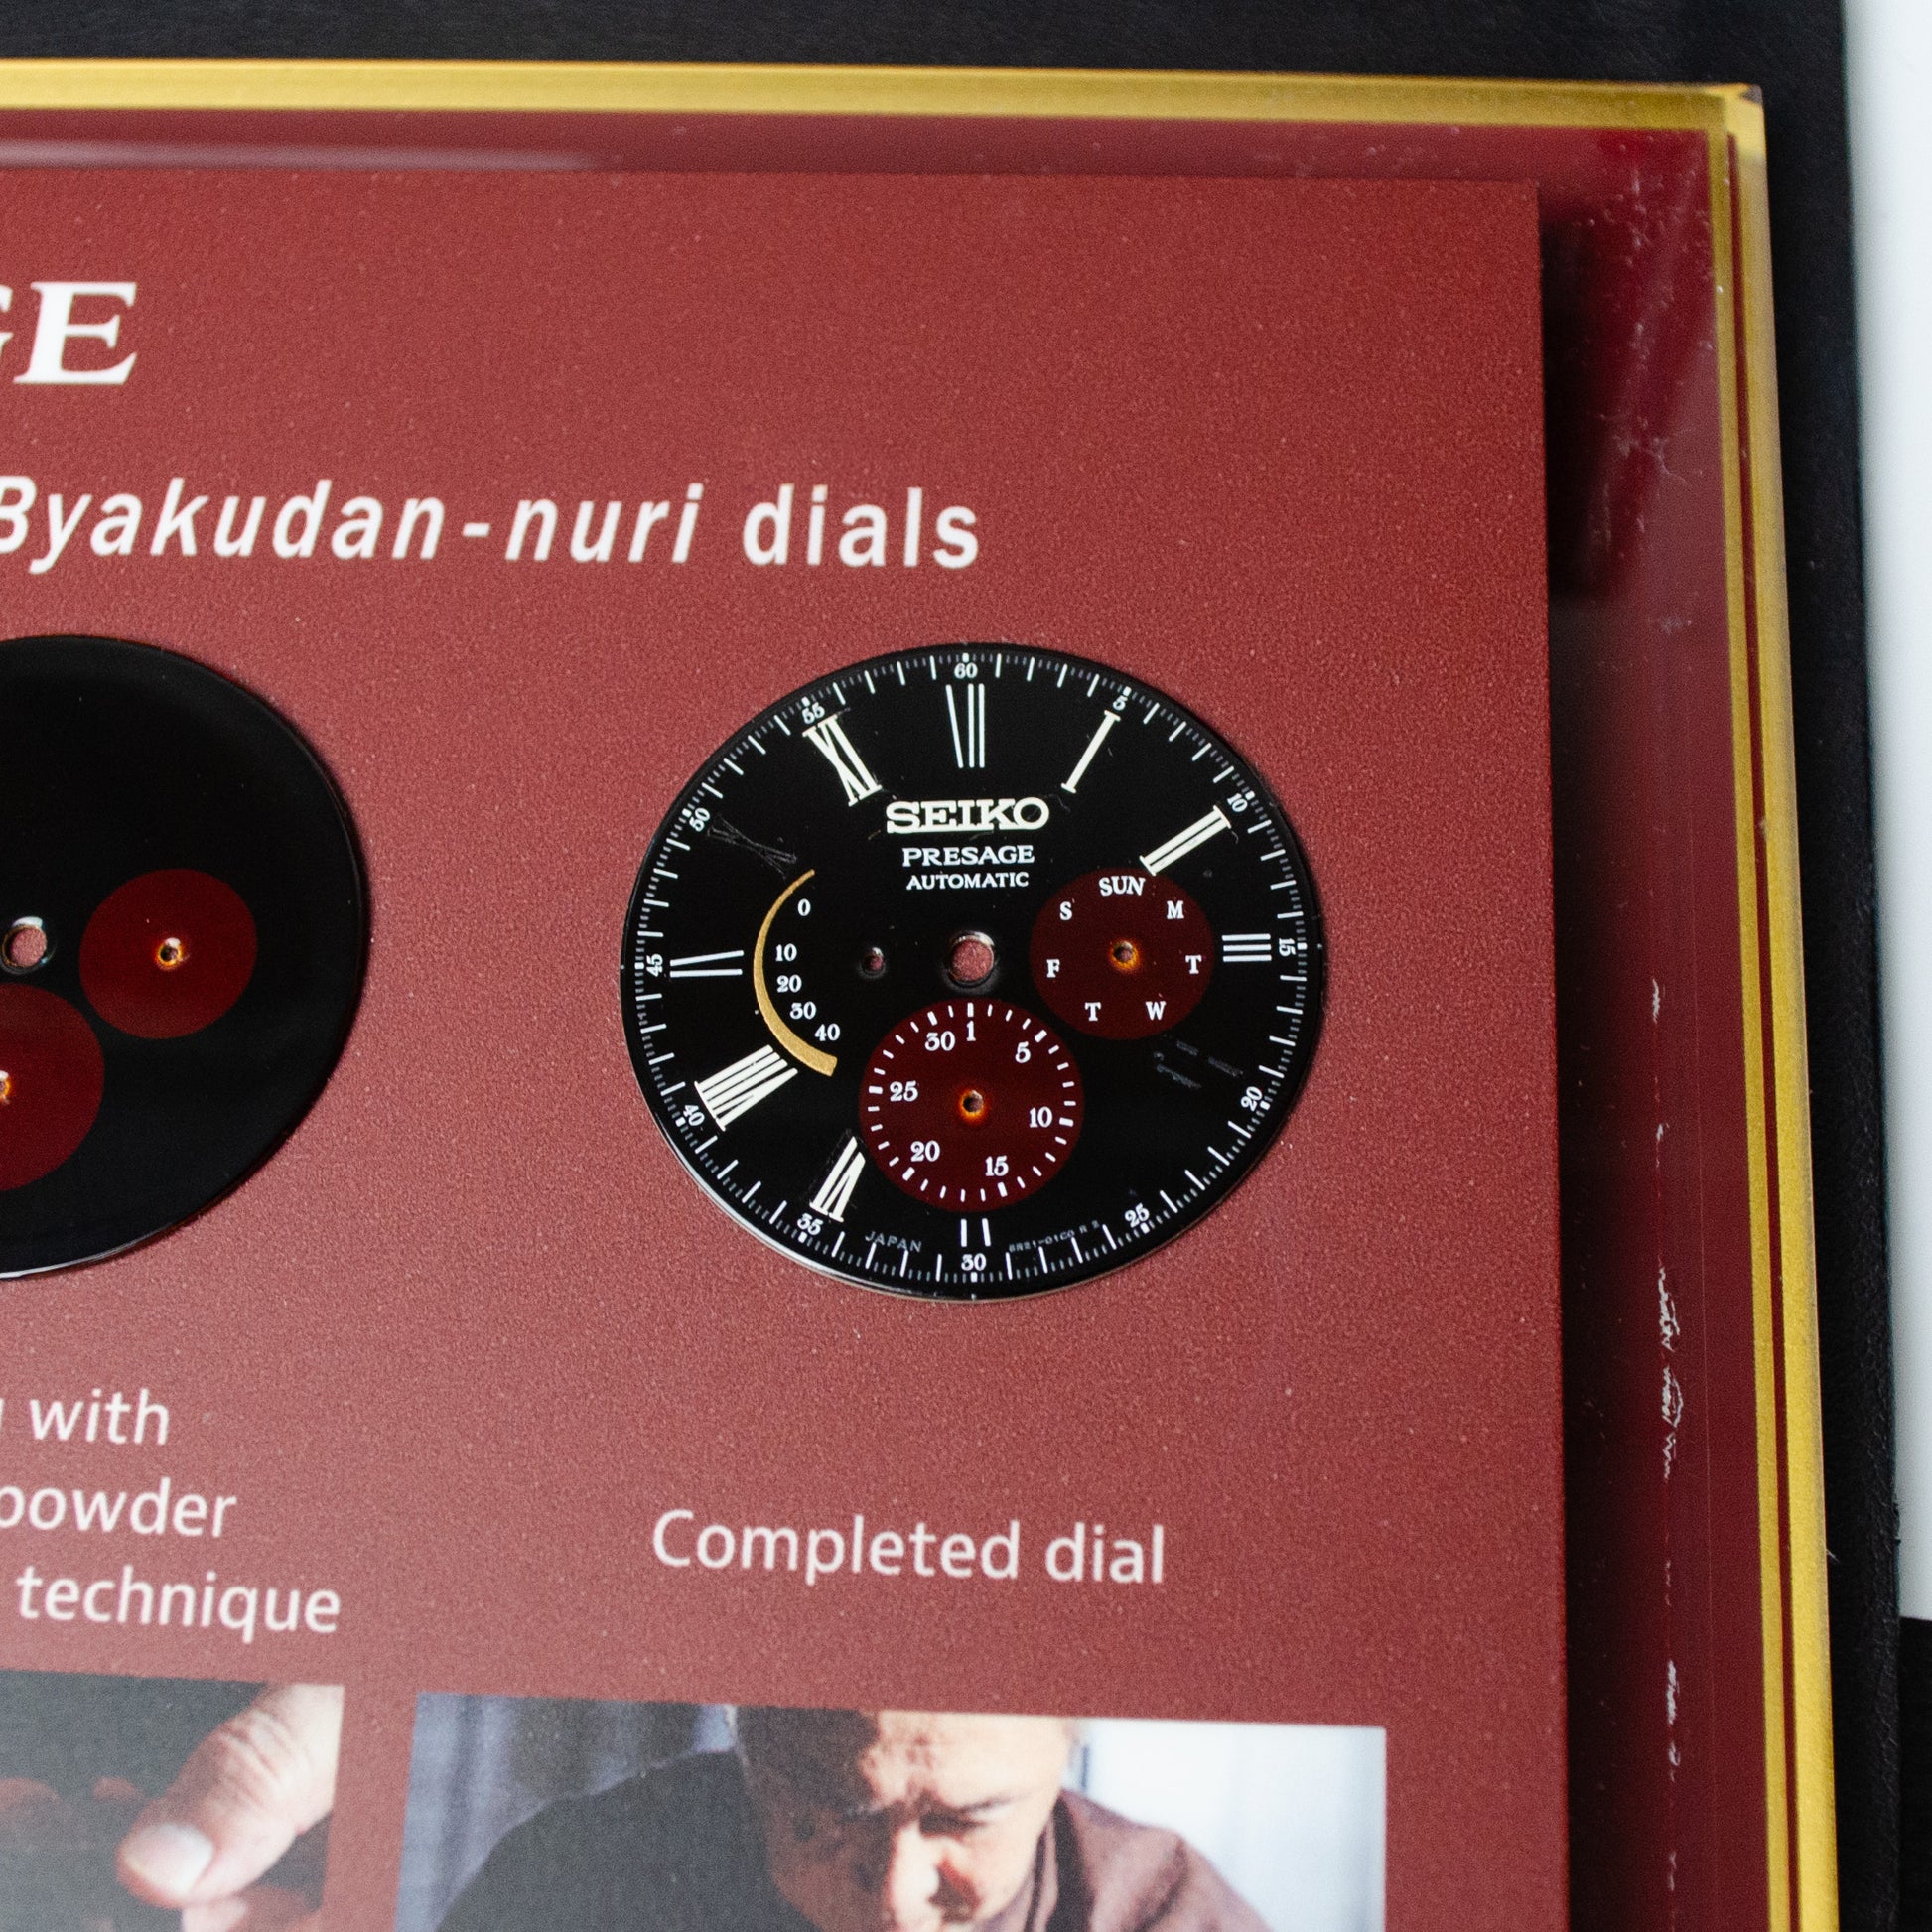 GE
Byakudan-nuri dials
60
55
5
50
10
SEIKO
PRESAGE
AUTOMATIC
SUN
S
M
0
45
10
F
T
15
20
T
W
30
40
30
1
5
25
10
40
20
20
15
35
JAPAN
25
30
with
powder
technique
Completed dial